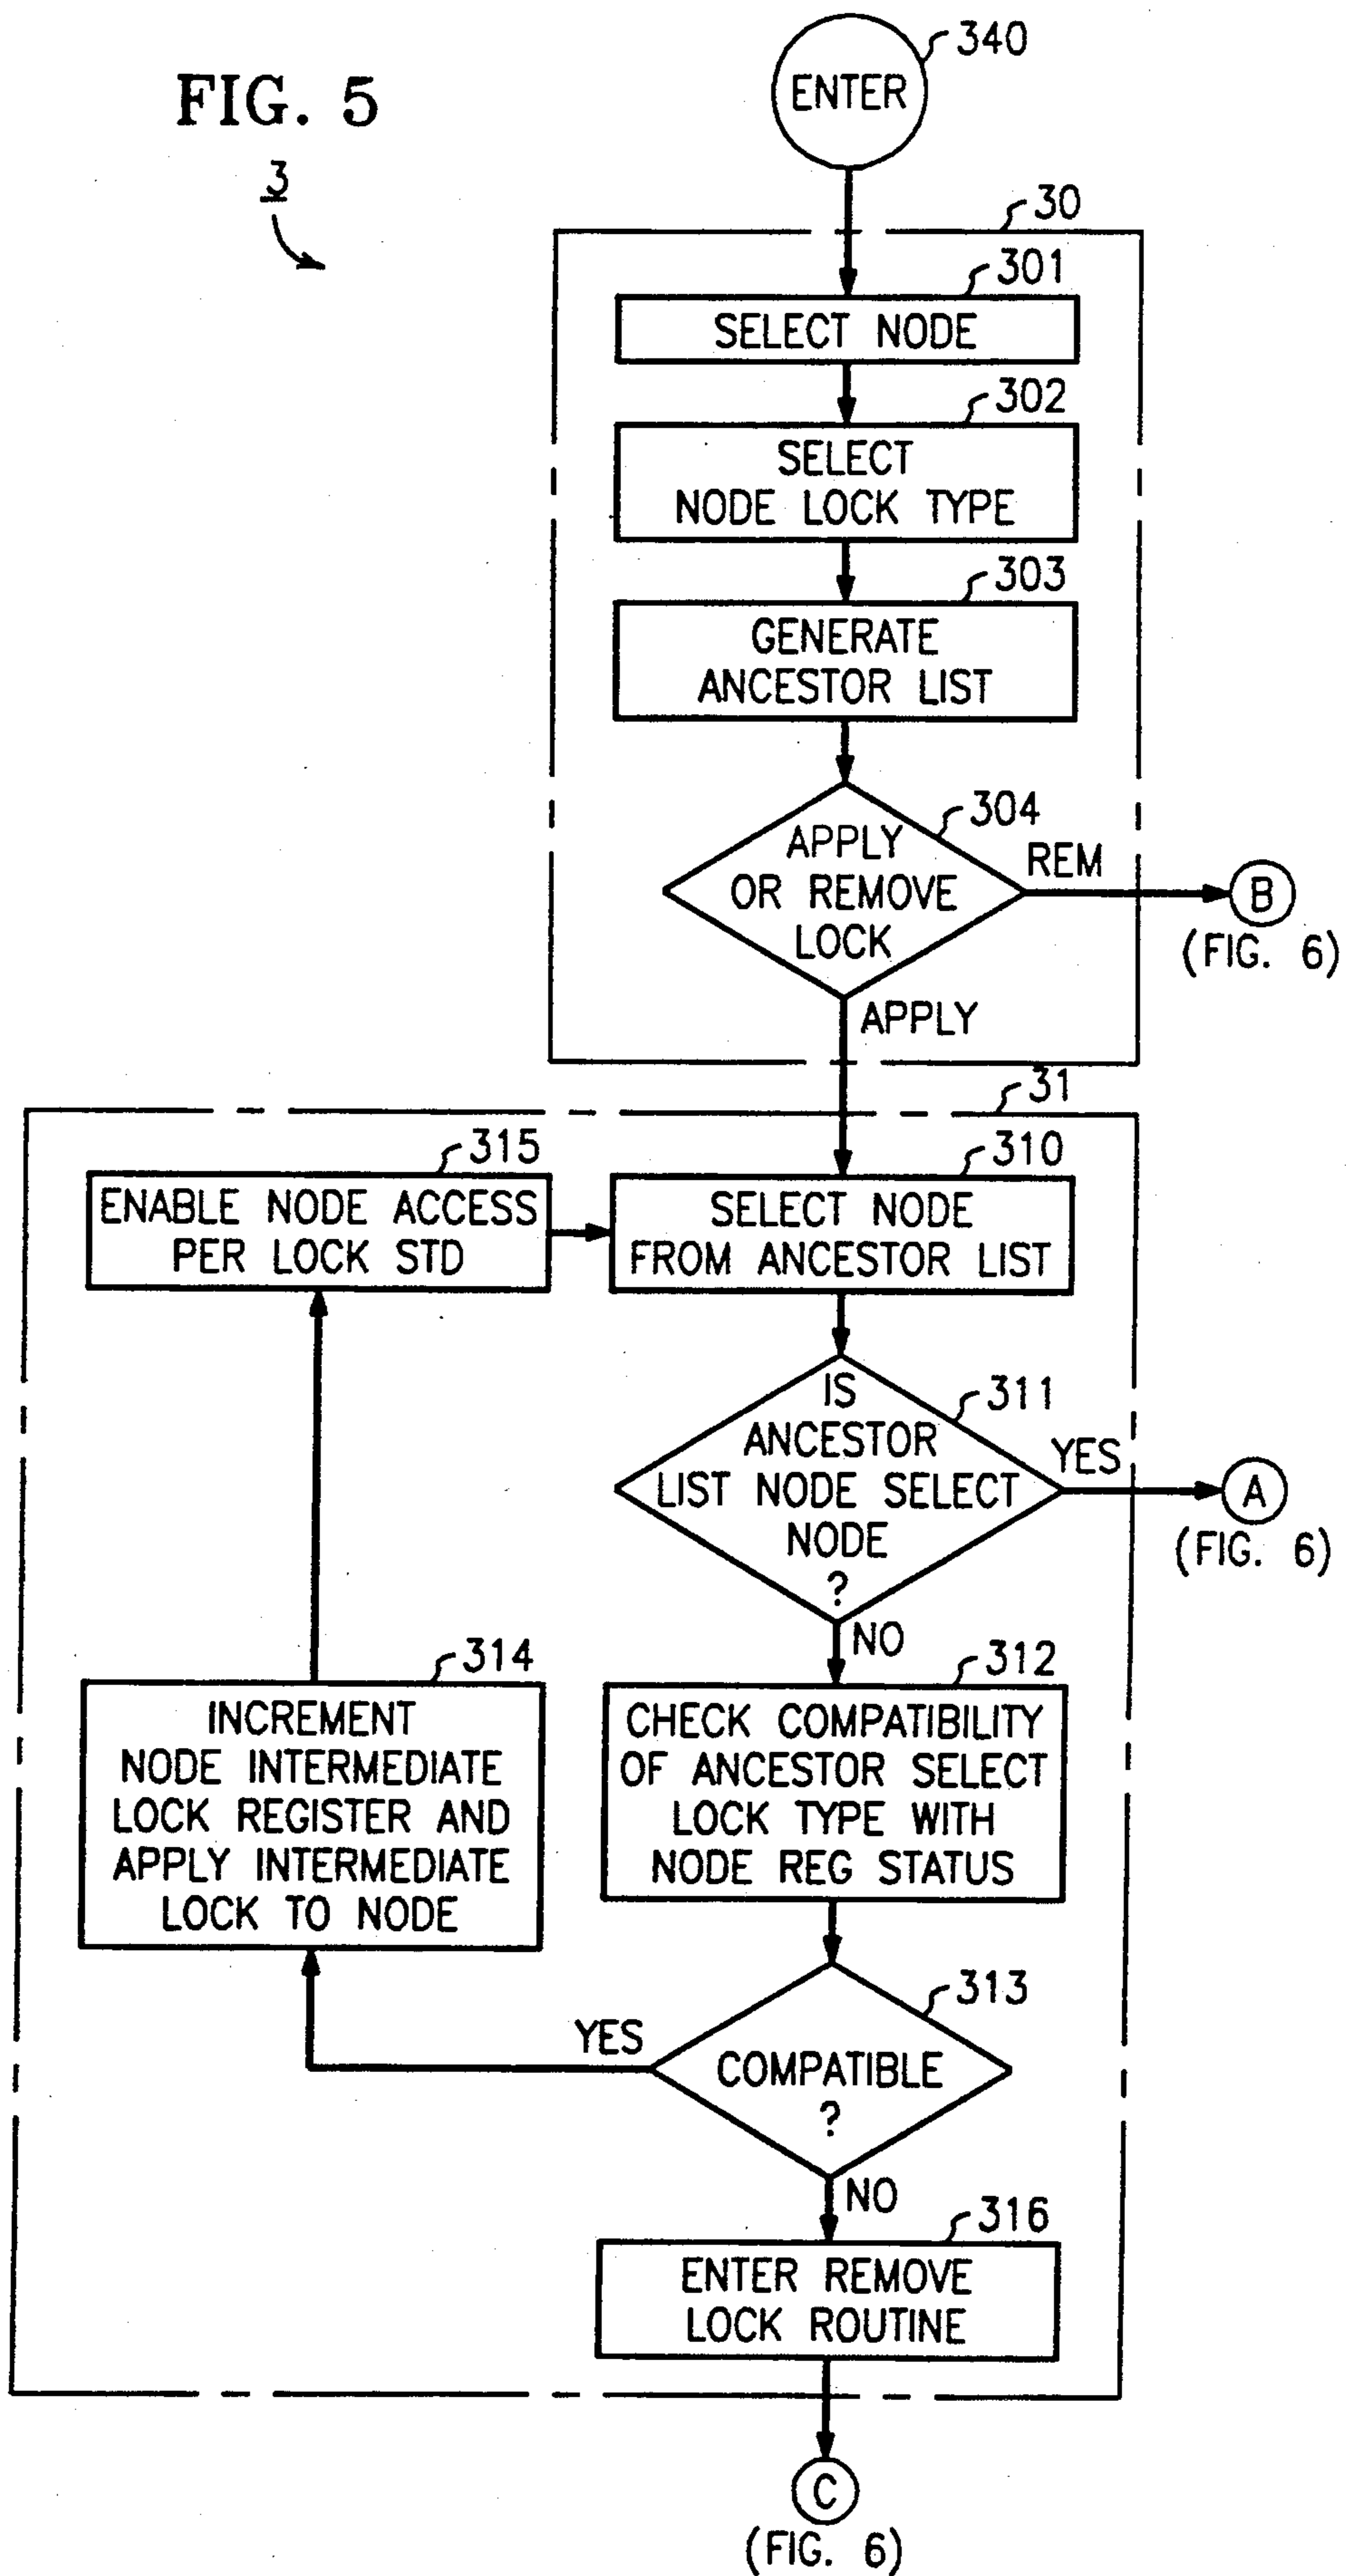 FIG. 5
3
340
ENTER
30
301
SELECT NODE
302
SELECT
NODE LOCK TYPE
303
GENERATE
ANCESTOR LIST
304
APPLY
OR REMOVE
LOCK
REM
B
(FIG. 6)
APPLY
31
315
ENABLE NODE ACCESS
PER LOCK STD
310
SELECT NODE
FROM ANCESTOR LIST
311
IS
ANCESTOR
LIST NODE SELECT
NODE
?
YES
A
(FIG. 6)
NO
314
INCREMENT
NODE INTERMEDIATE
LOCK REGISTER AND
APPLY INTERMEDIATE
LOCK TO NODE
312
CHECK COMPATIBILITY
OF ANCESTOR SELECT
LOCK TYPE WITH
NODE REG STATUS
313
COMPATIBLE
?
YES
NO
316
ENTER REMOVE
LOCK ROUTINE
C
(FIG. 6)